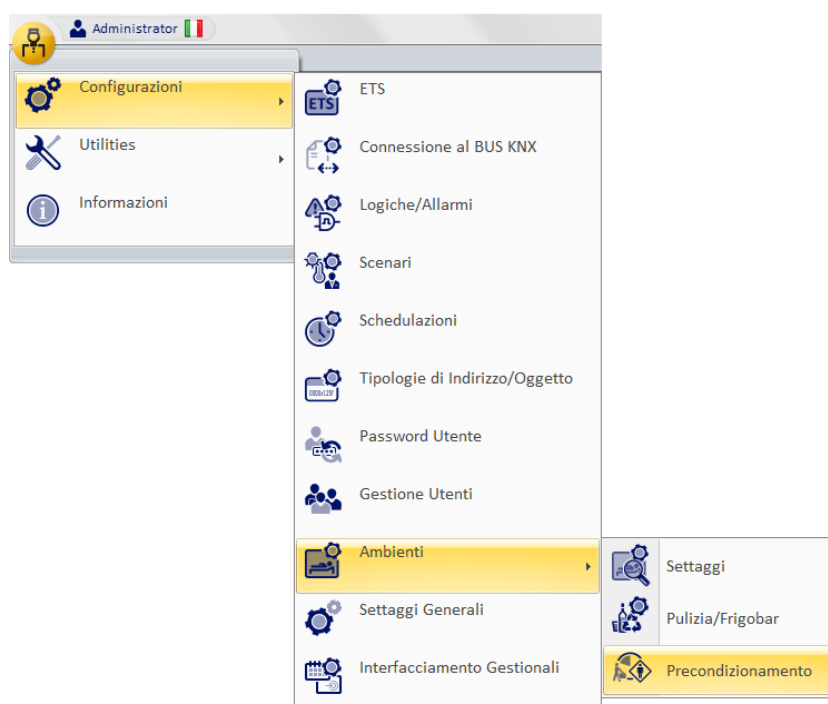 Administrator
Configurazioni
Utilities
Informazioni
ETS
ETS
Connessione al BUS KNX
Logiche/Allarmi
Scenari
Schedulazioni
Tipologie di Indirizzo/Oggetto
Password Utente
Gestione Utenti
Ambienti
Settaggi Generali
Interfacciamento Gestionali
Settaggi
Pulizia/Frigobar
Precondizionamento